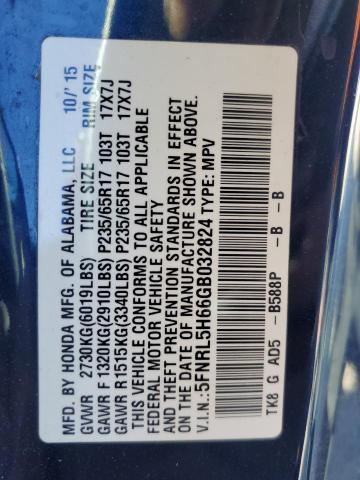 MFD. BY HONDA MFG. OF ALABAMA, LLC 10/'15
GVWR 2730KG(6019LBS) TIRE SIZE RIM SIZE
GAWR F 1320KG(2910LBS) P235/65R17 103T 17X7J
GAWR R 1515KG(3340LBS) P235/65R17 103T 17X7J
THIS VEHICLE CONFORMS TO ALL APPLICABLE
FEDERAL MOTOR VEHICLE SAFETY
AND THEFT PREVENTION STANDARDS IN EFFECT
ON THE DATE OF MANUFACTURE SHOWN ABOVE.
V.I.N.:5FNRL5H66GB032824 TYPE: MPV
TK8 G AD5 -B588P -B -B